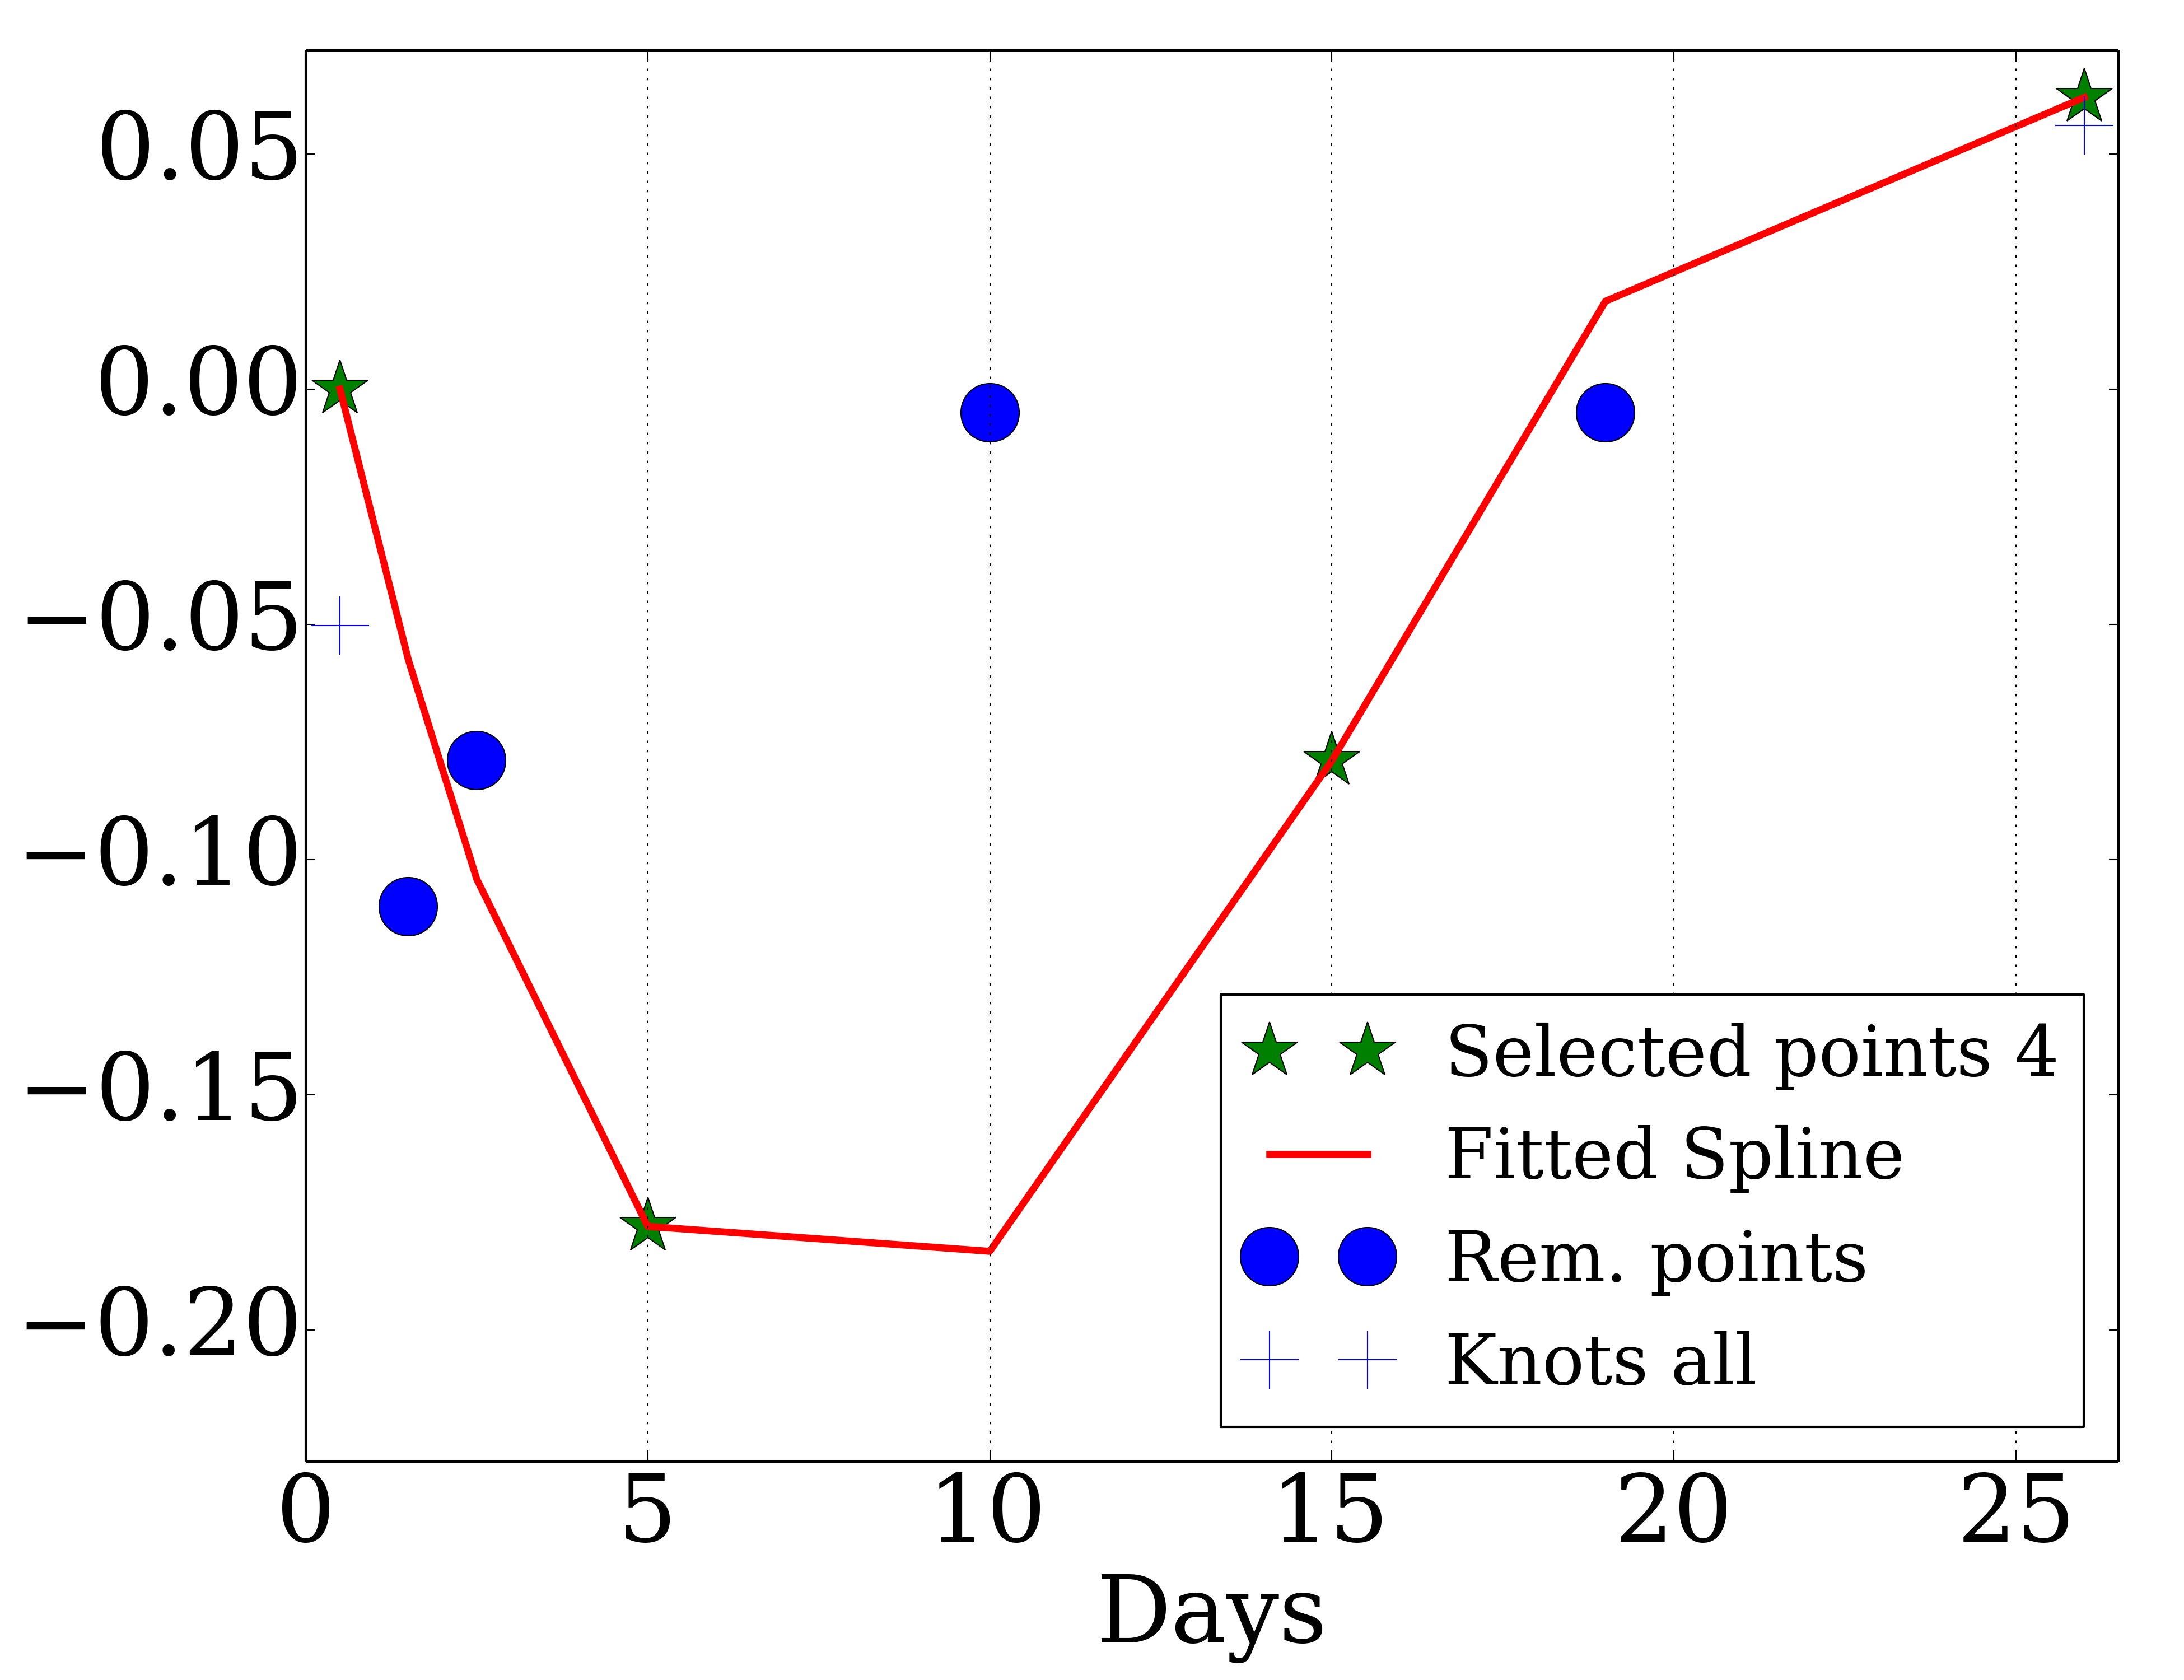 0.05
0.00
−0.05
−0.10
−0.15
−0.20
Selected points 4
Fitted Spline
Rem. points
Knots all
0 5 10 15 20 25
Days